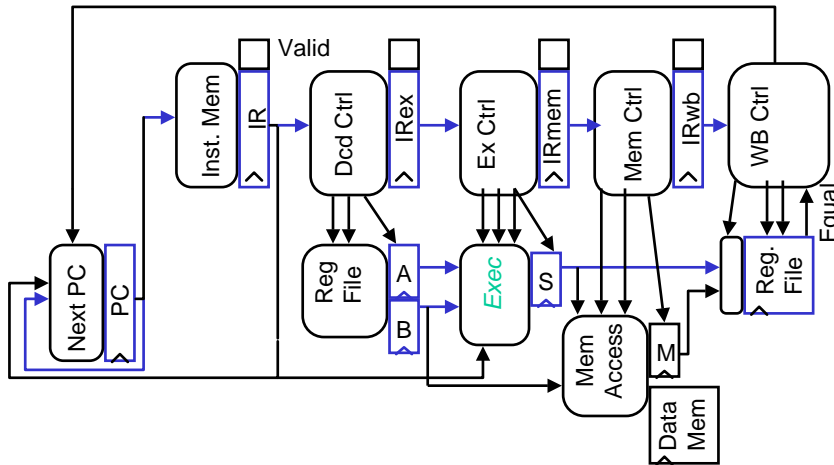 Valid
Inst. Mem
IR
Dcd Ctrl
IRex
Ex Ctrl
IRmem
Mem Ctrl
IRwb
WB Ctrl
Next PC
PC
Reg
File
A
B
Exec
S
Mem
Access
M
Data
Mem
Reg.
File
Equal